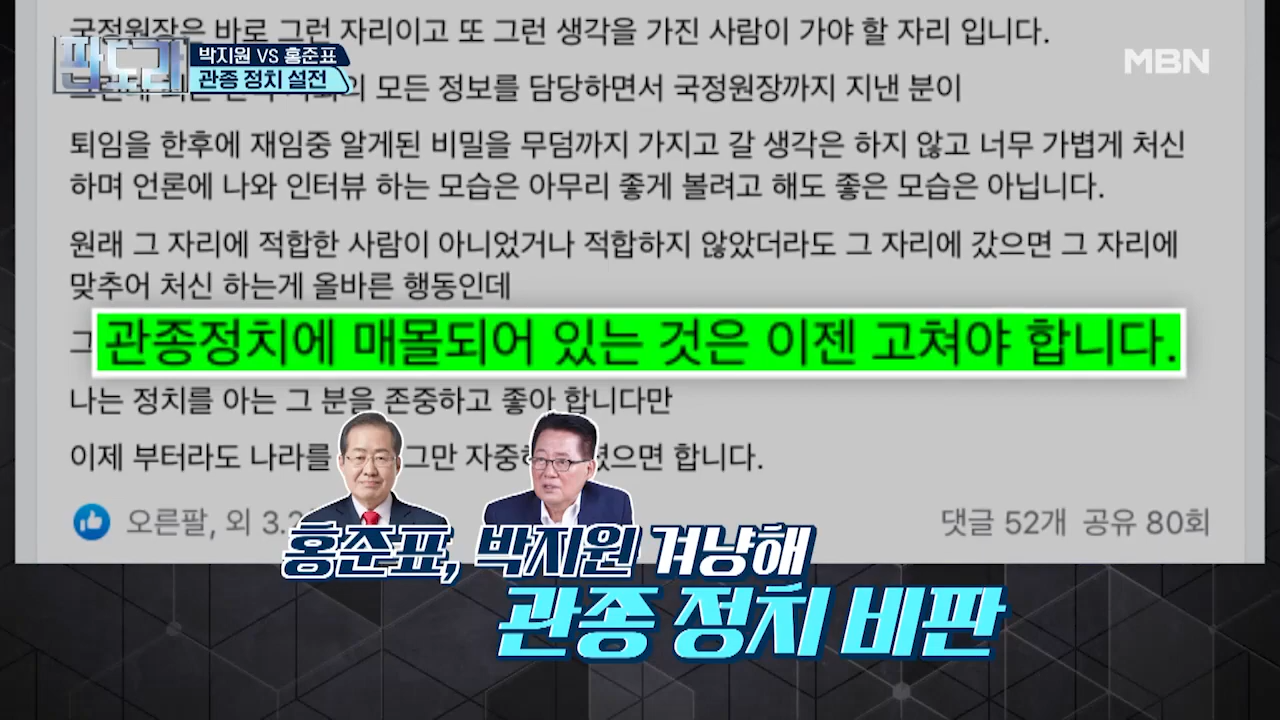 국정원장은 바로 그런 자리이고 또 그런 생각을 가진 사람이 가야 할 자리 입니다.
판도라
박지원 VS 홍준표
관종 정치 설전
MBN
모든 정보를 담당하면서 국정원장까지 지낸 분이
퇴임을 한후에 재임중 알게된 비밀을 무덤까지 가지고 갈 생각은 하지 않고 너무 가볍게 처신
하며 언론에 나와 인터뷰 하는 모습은 아무리 좋게 볼려고 해도 좋은 모습은 아닙니다.
원래 그 자리에 적합한 사람이 아니었거나 적합하지 않았더라도 그 자리에 갔으면 그 자리에
맞추어 처신 하는게 올바른 행동인데
그
관종정치에 매몰되어 있는 것은 이젠 고쳐야 합니다.
나는 정치를 아는 그 분을 존중하고 좋아 합니다만
이제 부터라도 나라를 그만 자중 으면 합니다.
오른팔, 외 3.
댓글 52개 공유 80회
홍준표, 박지원 겨냥해
관종 정치 비판